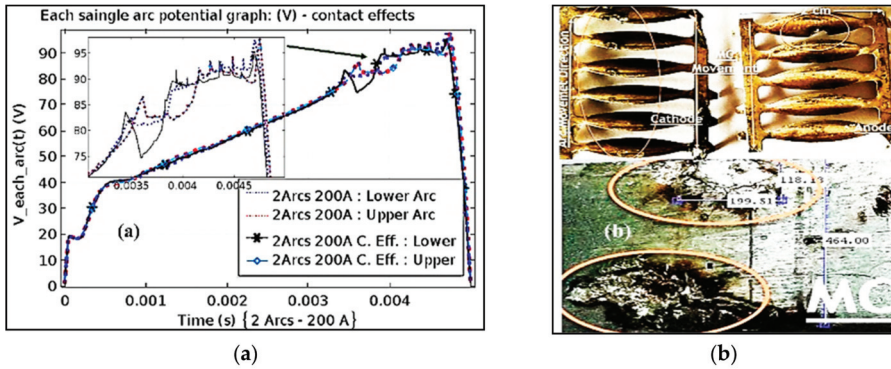 Each saingle arc potential graph: (V) - contact effects
V_each_arc(t) (V)
90
80
70
60
50
40
30
20
10
0
95
90
85
80
75
0.0035
0.004
0.0045
(a)
2Arcs 200A : Lower Arc
2Arcs 200A : Upper Arc
2Arcs 200A C. Eff. : Lower
2Arcs 200A C. Eff. : Upper
0
0.001
0.002
0.003
0.004
Time (s) {2 Arcs - 200 A}
(a)
cm
MC
Movement
Cathode
Anode
118.13
199.51
(b)
464.00
MC
(b)